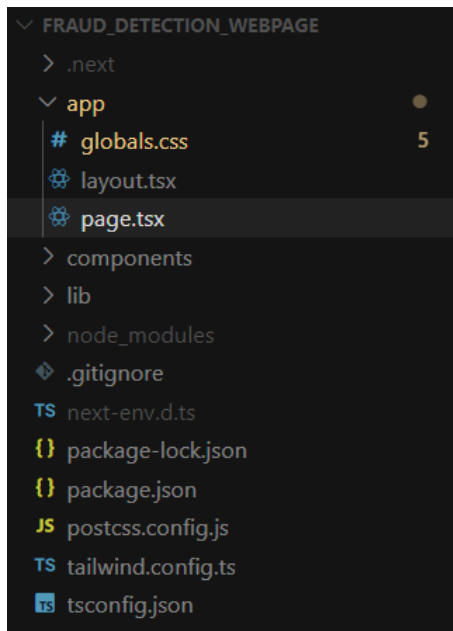 FRAUD_DETECTION_WEBPAGE
.next
app
# globals.css 5
layout.tsx
page.tsx
components
lib
node_modules
.gitignore
TS next-env.d.ts
{} package-lock.json
{} package.json
JS postcss.config.js
TS tailwind.config.ts
TS tsconfig.json